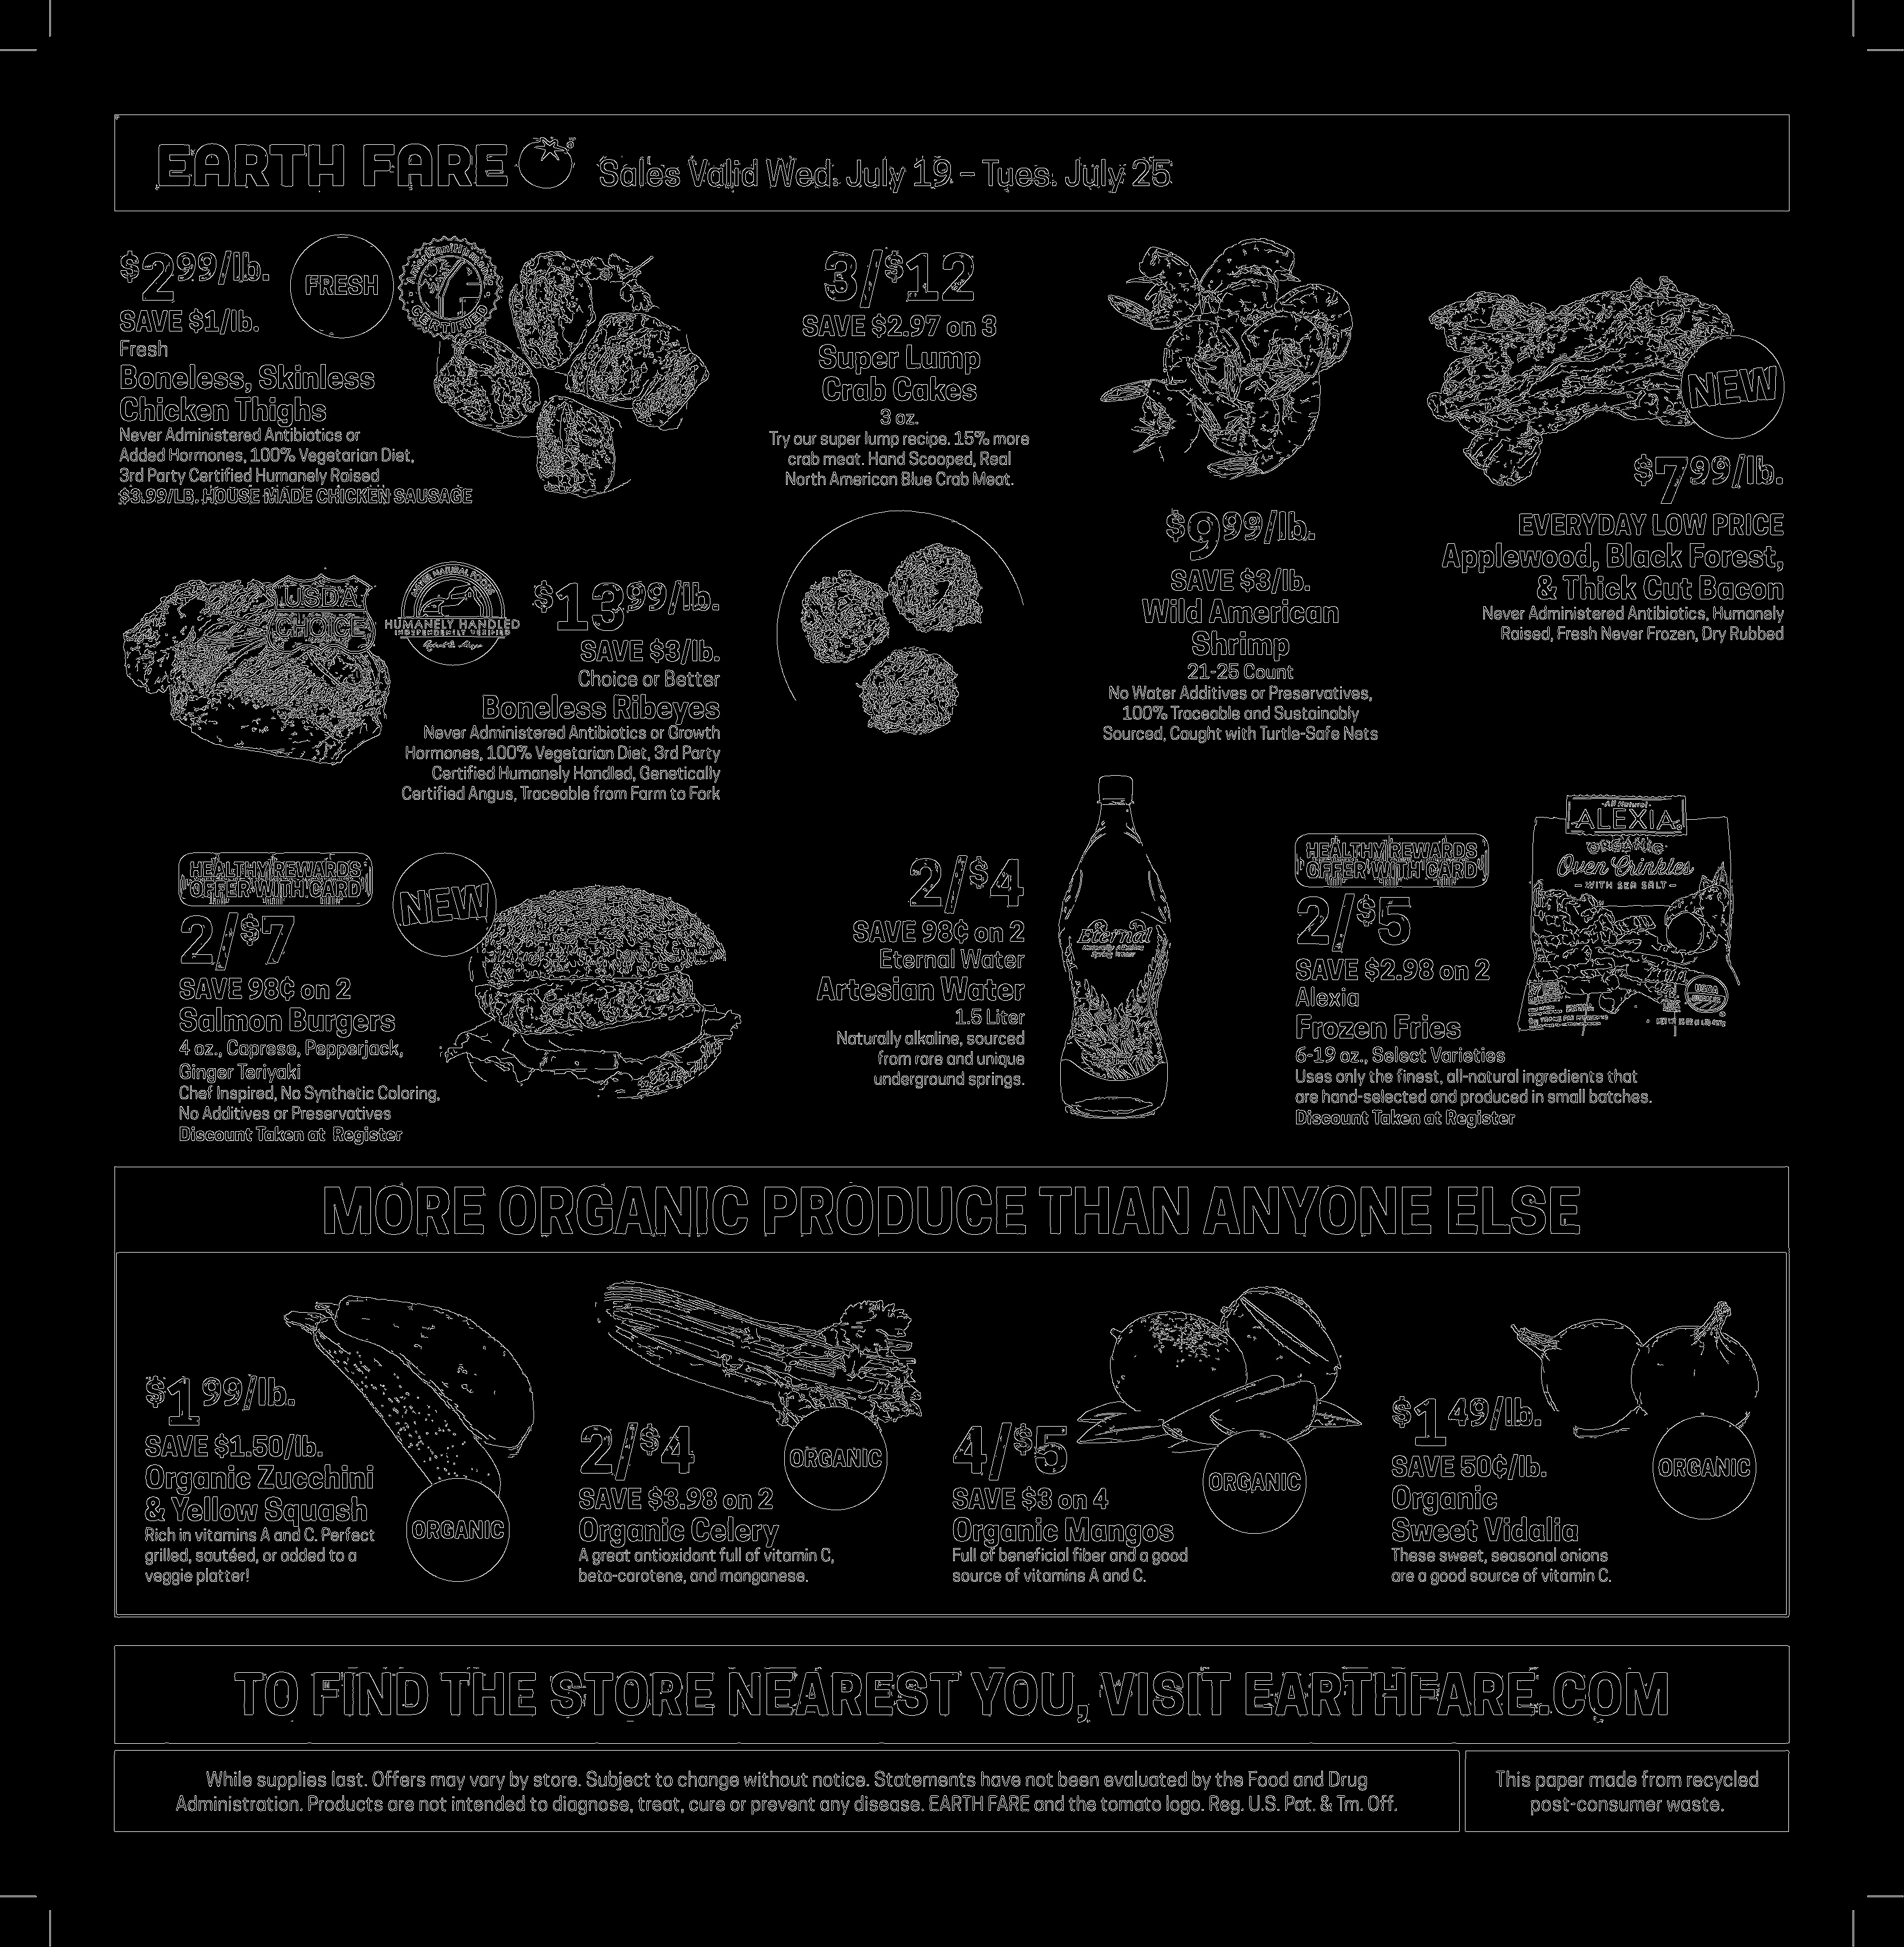 EARTH FARE
Sales Valid Wed. July 19 – Tues. July 25
$2 99/lb.
FRESH
CERTIFIED
SAVE $1/lb.
Fresh
Boneless, Skinless
Chicken Thighs
Never Administered Antibiotics or
Added Hormones, 100% Vegetarian Diet,
3rd Party Certified Humanely Raised
$3.99/LB. HOUSE MADE CHICKEN SAUSAGE
3/$12
SAVE $2.97 on 3
Super Lump
Crab Cakes
3 oz.
Try our super lump recipe. 15% more
crab meat. Hand Scooped, Real
North American Blue Crab Meat.
$9 99/lb.
SAVE $3/lb.
Wild American
Shrimp
21-25 Count
No Water Additives or Preservatives,
100% Traceable and Sustainably
Sourced, Caught with Turtle-Safe Nets
NEW
$7 99/lb.
EVERYDAY LOW PRICE
Applewood, Black Forest,
& Thick Cut Bacon
Never Administered Antibiotics, Humanely
Raised, Fresh Never Frozen, Dry Rubbed
USDA
CHOICE
HUMANELY HANDLED
INDEPENDENTLY VERIFIED
$13 99/lb.
SAVE $3/lb.
Choice or Better
Boneless Ribeyes
Never Administered Antibiotics or Growth
Hormones, 100% Vegetarian Diet, 3rd Party
Certified Humanely Handled, Genetically
Certified Angus, Traceable from Farm to Fork
HEALTHY REWARDS
OFFER WITH CARD
2/$7
SAVE 98¢ on 2
Salmon Burgers
4 oz., Caprese, Pepperjack,
Ginger Teriyaki
Chef Inspired, No Synthetic Coloring,
No Additives or Preservatives
Discount Taken at Register
NEW
2/$4
SAVE 98¢ on 2
Eternal Water
Artesian Water
1.5 Liter
Naturally alkaline, sourced
from rare and unique
underground springs.
Eternal
HEALTHY REWARDS
OFFER WITH CARD
2/$5
SAVE $2.98 on 2
Alexia
Frozen Fries
6-19 oz., Select Varieties
Uses only the finest, all-natural ingredients that
are hand-selected and produced in small batches.
Discount Taken at Register
All Natural
ALEXIA
ORGANIC
Oven Crinkles
WITH SEA SALT
USDA
MORE ORGANIC PRODUCE THAN ANYONE ELSE
$1 99/lb.
SAVE $1.50/lb.
Organic Zucchini
& Yellow Squash
Rich in vitamins A and C. Perfect
grilled, sautéed, or added to a
veggie platter!
ORGANIC
2/$4
SAVE $3.98 on 2
Organic Celery
A great antioxidant full of vitamin C,
beta-carotene, and manganese.
ORGANIC
4/$5
SAVE $3 on 4
Organic Mangos
Full of beneficial fiber and a good
source of vitamins A and C.
ORGANIC
$1 49/lb.
SAVE 50¢/lb.
Organic
Sweet Vidalia
These sweet, seasonal onions
are a good source of vitamin C.
ORGANIC
TO FIND THE STORE NEAREST YOU, VISIT EARTHFARE.COM
While supplies last. Offers may vary by store. Subject to change without notice. Statements have not been evaluated by the Food and Drug
Administration. Products are not intended to diagnose, treat, cure or prevent any disease. EARTH FARE and the tomato logo. Reg. U.S. Pat. & Tm. Off.
This paper made from recycled
post-consumer waste.